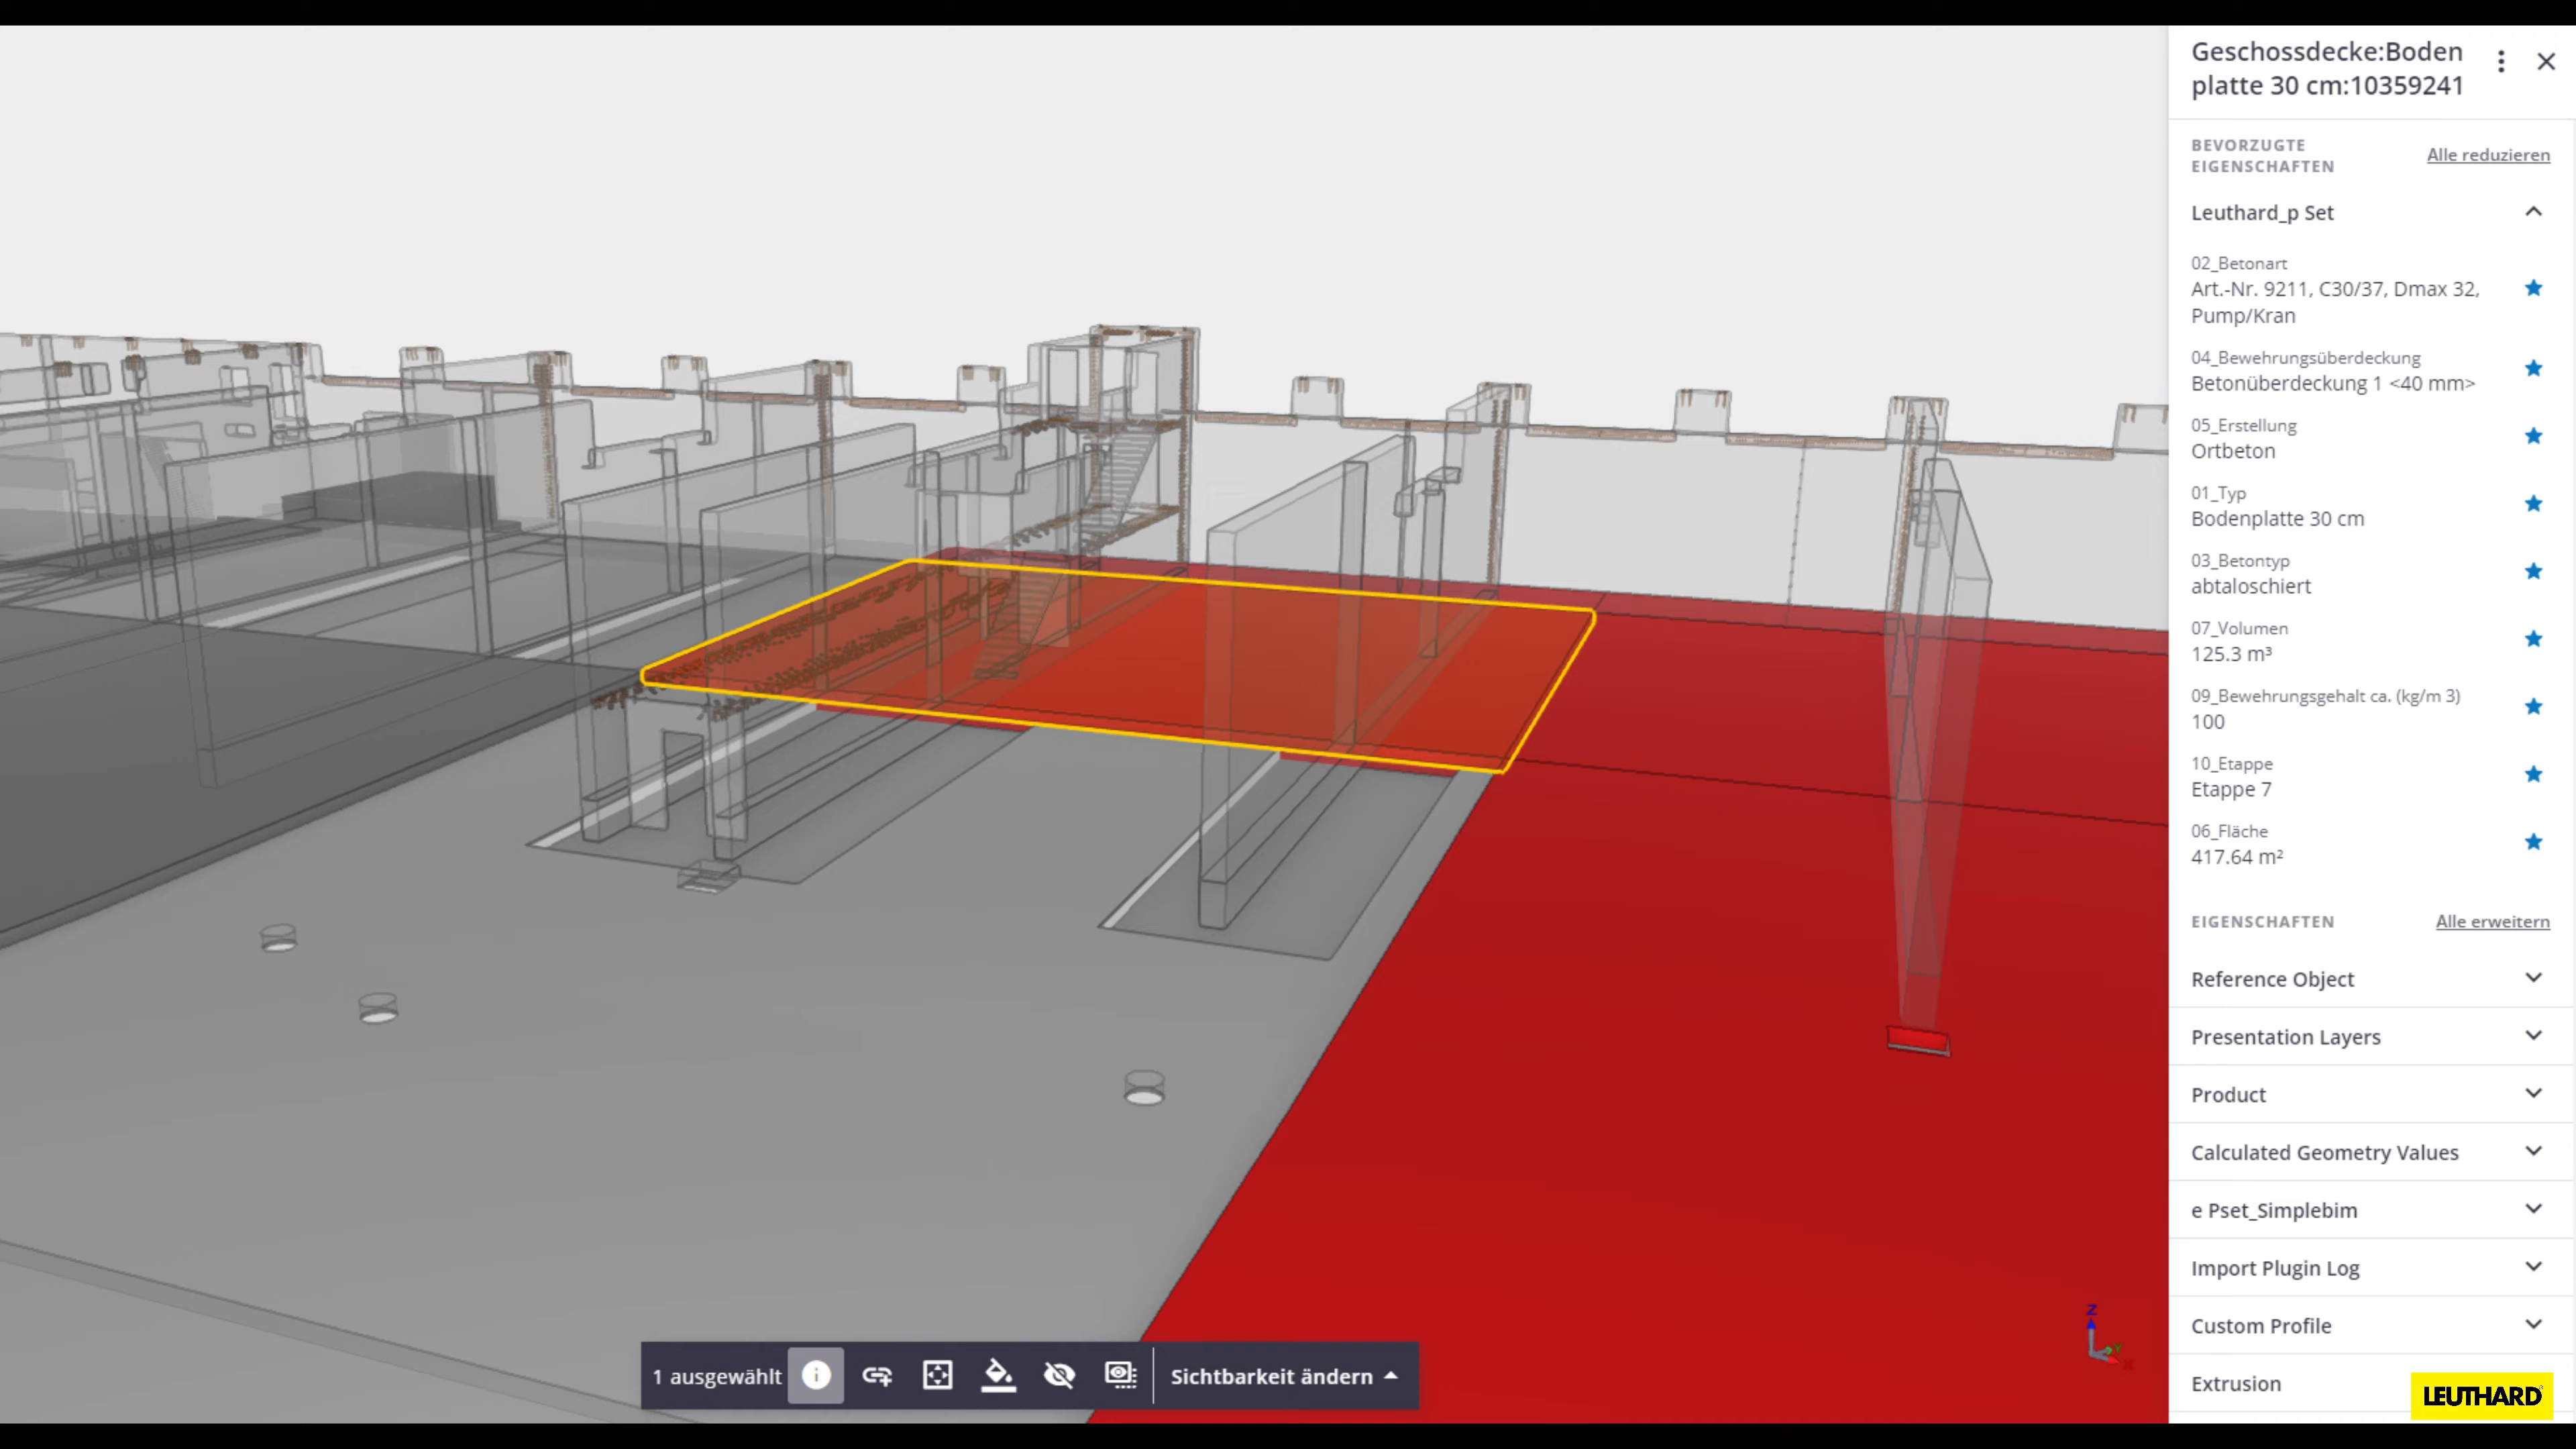 Geschossdecke:Boden
platte 30 cm:10359241
BEVORZUGTE
EIGENSCHAFTEN
Alle reduzieren
Leuthard_p Set
02_Betonart
Art.-Nr. 9211, C30/37, Dmax 32,
Pump/Kran
04_Bewehrungsüberdeckung
Betonüberdeckung 1 <40 mm>
05_Erstellung
Ortbeton
01_Typ
Bodenplatte 30 cm
03_Betontyp
abtaloschiert
07_Volumen
125.3 m³
09_Bewehrungsgehalt ca. (kg/m 3)
100
10_Etappe
Etappe 7
06_Fläche
417.64 m²
EIGENSCHAFTEN
Alle erweitern
Reference Object
Presentation Layers
Product
Calculated Geometry Values
e Pset_Simplebim
Import Plugin Log
Custom Profile
Extrusion
LEUTHARD
Z
Y
X
1 ausgewählt
Sichtbarkeit ändern